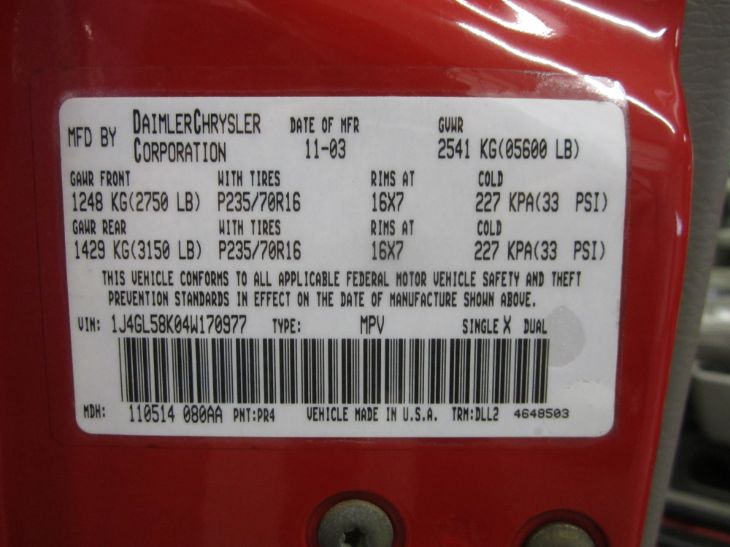 MFD BY DAIMLERCHRYSLER CORPORATION DATE OF MFR 11-03 GVWR 2541 KG(05600 LB)
GAWR FRONT WITH TIRES RIMS AT COLD
1248 KG(2750 LB) P235/70R16 16X7 227 KPA(33 PSI)
GAWR REAR WITH TIRES RIMS AT COLD
1429 KG(3150 LB) P235/70R16 16X7 227 KPA(33 PSI)
THIS VEHICLE CONFORMS TO ALL APPLICABLE FEDERAL MOTOR VEHICLE SAFETY AND THEFT
PREVENTION STANDARDS IN EFFECT ON THE DATE OF MANUFACTURE SHOWN ABOVE.
VIN: 1J4GL58K04W170977 TYPE: MPV SINGLE X DUAL
MDH: 110514 080AA PNT:PR4 VEHICLE MADE IN U.S.A. TRM:DLL2 4648503